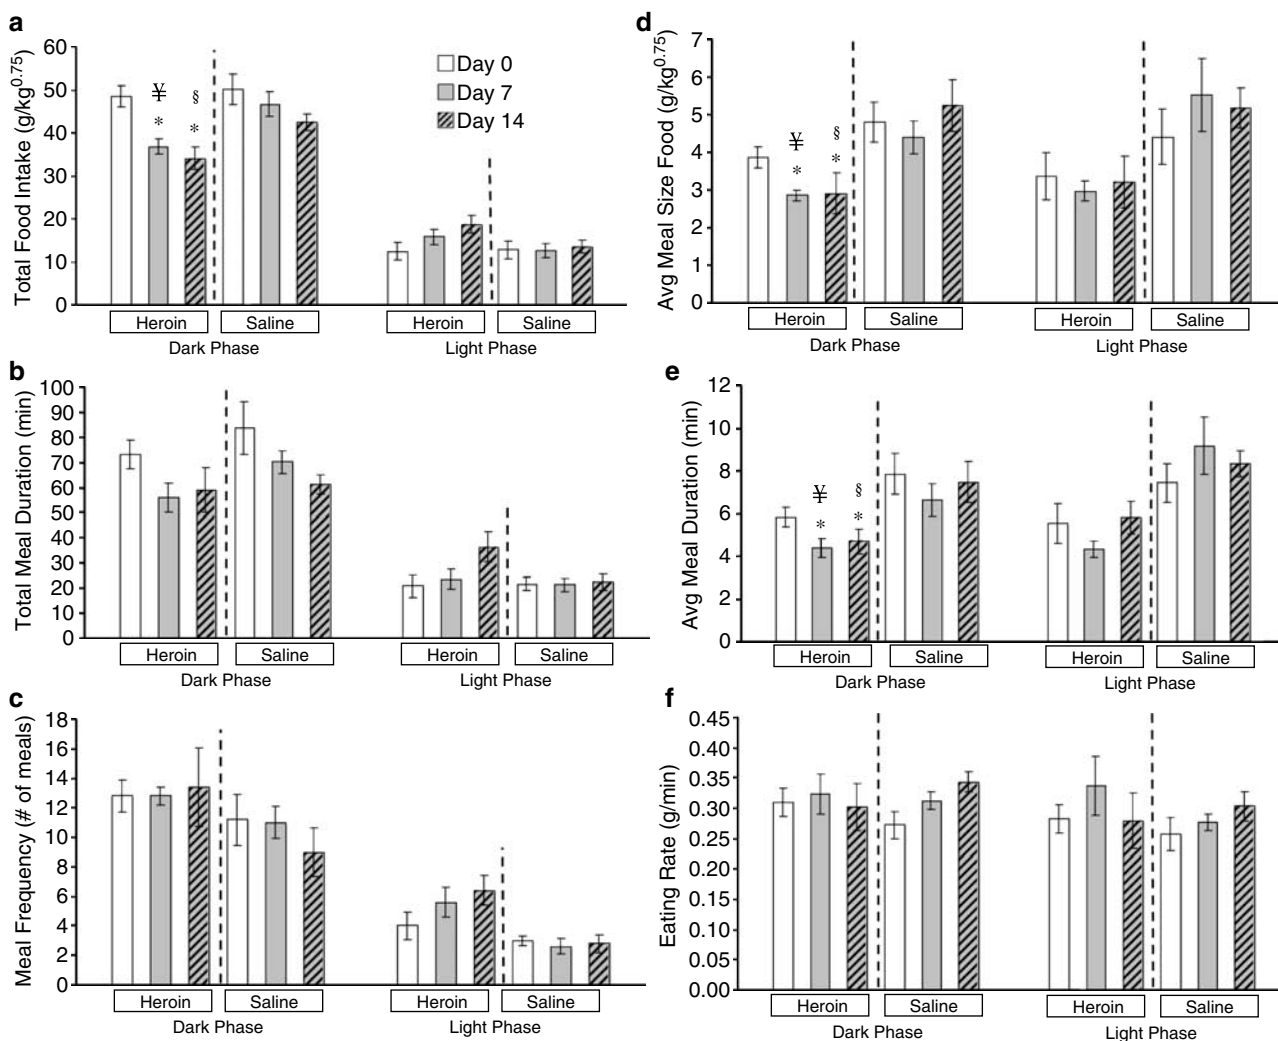 a
Total Food Intake (g/kg0.75)
60
50
40
30
20
10
0
¥
*
§
*
Day 0
Day 7
Day 14
Heroin
Saline
Dark Phase
Heroin
Saline
Light Phase
d
Avg Meal Size Food (g/kg0.75)
7
6
5
4
3
2
1
0
¥
*
§
*
Heroin
Saline
Dark Phase
Heroin
Saline
Light Phase
b
Total Meal Duration (min)
100
90
80
70
60
50
40
30
20
10
0
Heroin
Saline
Dark Phase
Heroin
Saline
Light Phase
e
Avg Meal Duration (min)
12
10
8
6
4
2
0
¥
*
§
*
Heroin
Saline
Dark Phase
Heroin
Saline
Light Phase
c
Meal Frequency (# of meals)
18
16
14
12
10
8
6
4
2
0
Heroin
Saline
Dark Phase
Heroin
Saline
Light Phase
f
Eating Rate (g/min)
0.45
0.40
0.35
0.30
0.25
0.20
0.15
0.10
0.05
0.00
Heroin
Saline
Dark Phase
Heroin
Saline
Light Phase